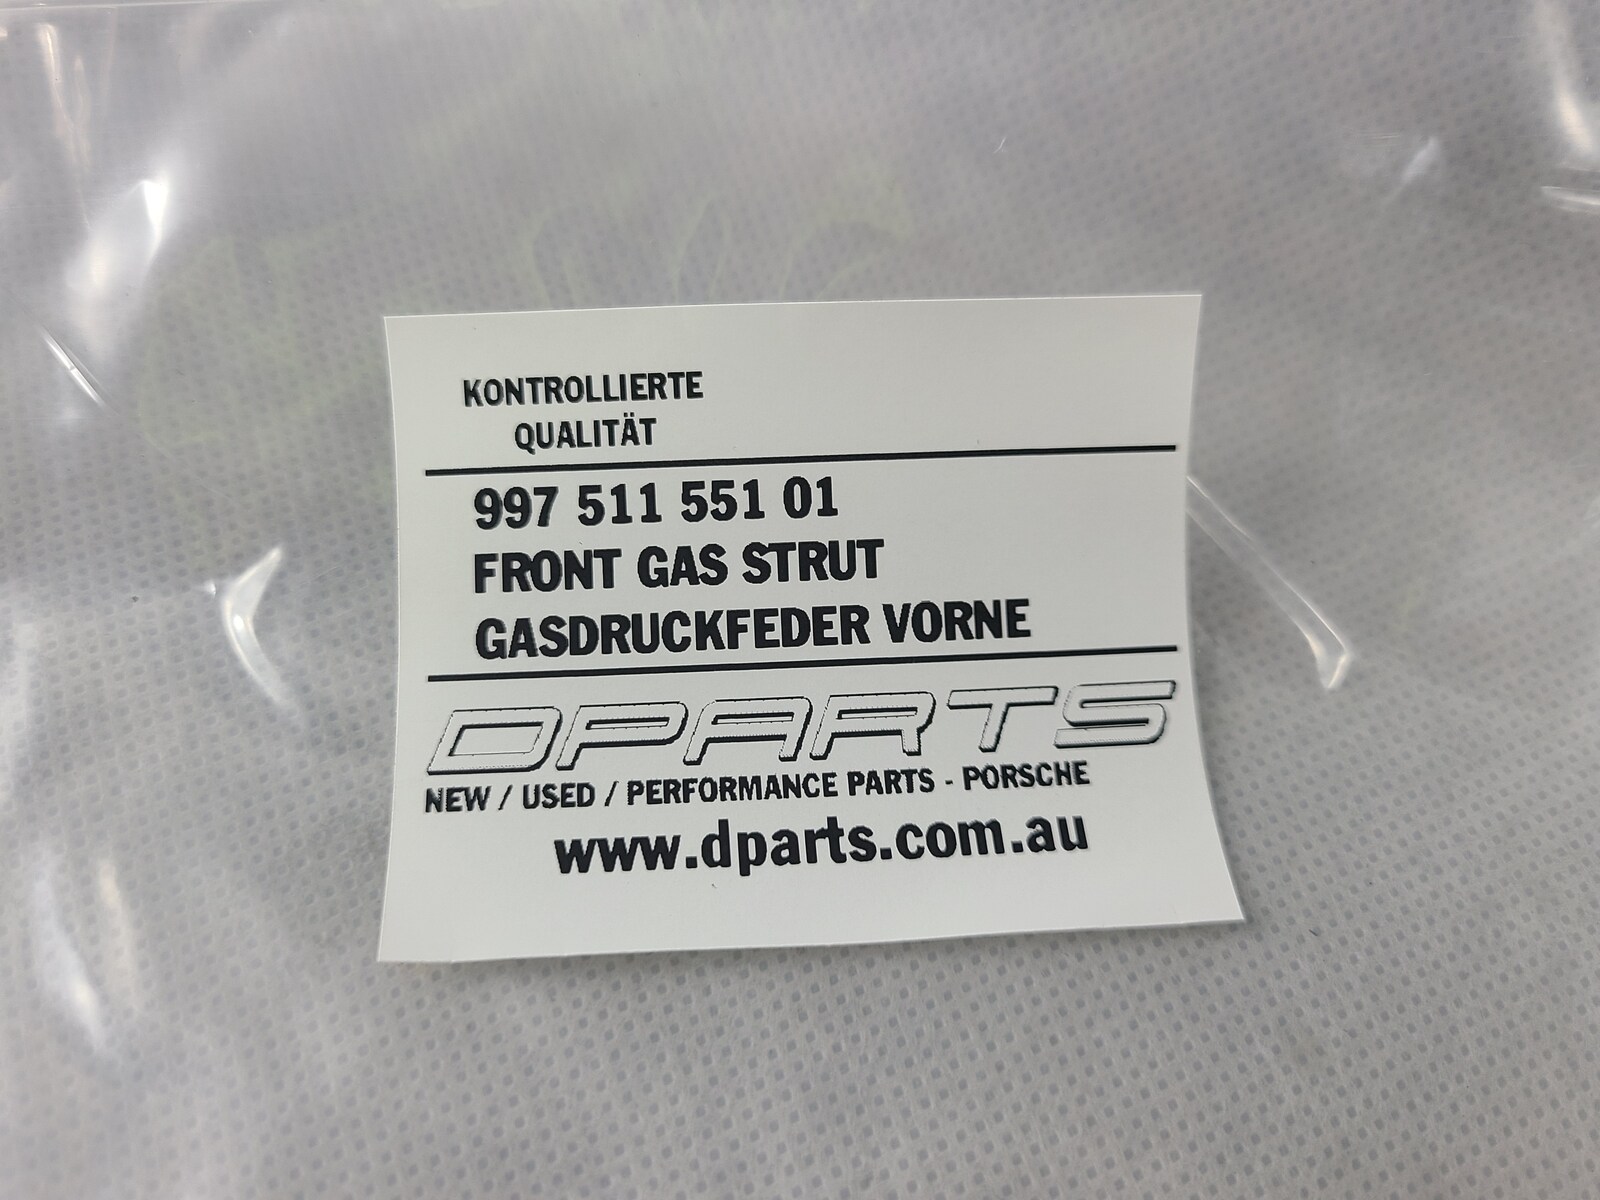 KONTROLLIERTE
QUALITÄT
997 511 551 01
FRONT GAS STRUT
GASDRUCKFEDER VORNE
DPARTS
NEW / USED / PERFORMANCE PARTS - PORSCHE
www.dparts.com.au